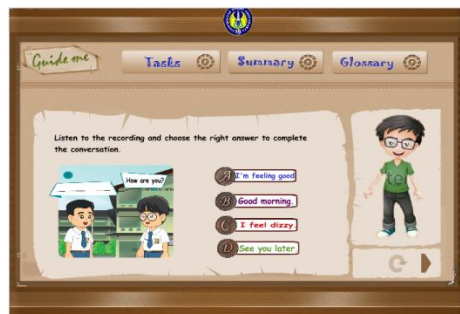 Guide me
Tasks
Summary
Glossary
Listen to the recording and choose the right answer to complete
the conversation.
How are you?
A I'm feeling good
B Good morning.
C I feel dizzy.
D See you later